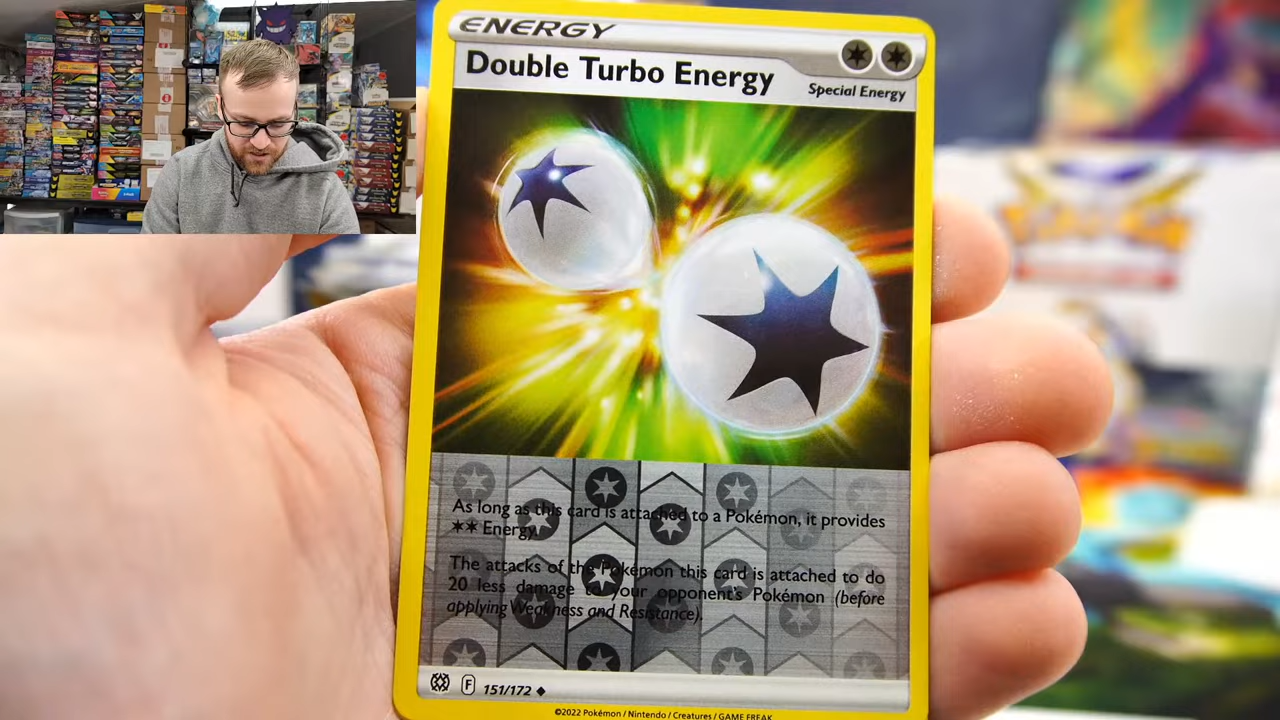 ENERGY
Double Turbo Energy
Special Energy
As long as this card is attached to a Pokémon, it provides
✶✶ Energy.
The attacks of the Pokémon this card is attached to do
20 less damage to your opponent's Pokémon (before
applying Weakness and Resistance).
F
151/172 ◆
©2022 Pokémon / Nintendo / Creatures / GAME FREAK